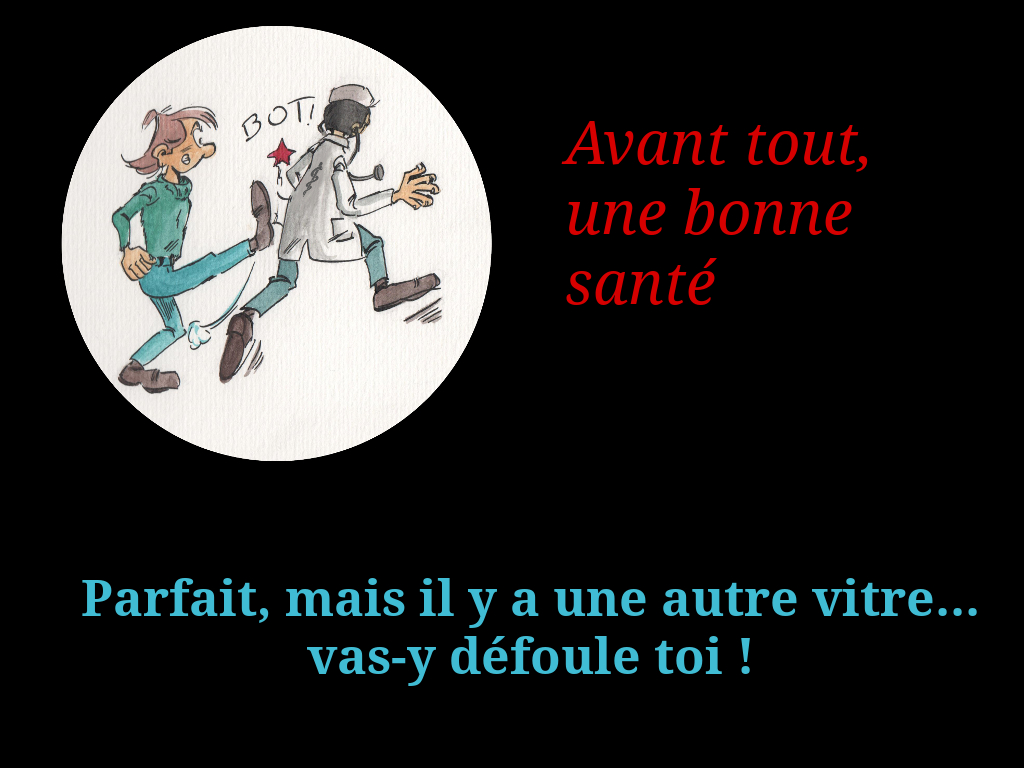 BOT!
Avant tout,
une bonne
santé
Parfait, mais il y a une autre vitre...
vas-y défoule toi !